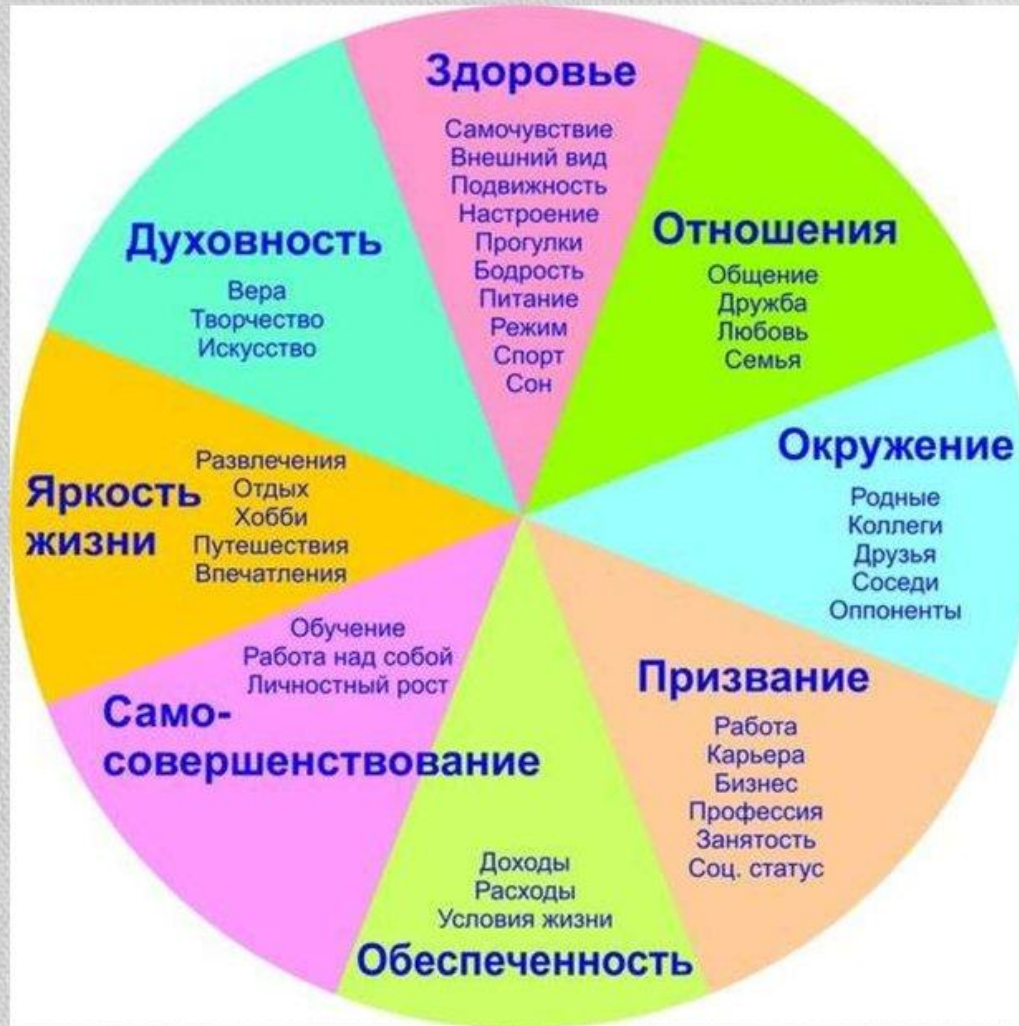 Здоровье
Самочувствие
Внешний вид
Подвижность
Настроение
Прогулки
Бодрость
Питание
Режим
Спорт
Сон
Отношения
Общение
Дружба
Любовь
Семья
Окружение
Родные
Коллеги
Друзья
Соседи
Оппоненты
Призвание
Работа
Карьера
Бизнес
Профессия
Занятость
Соц. статус
Доходы
Расходы
Условия жизни
Обеспеченность
Обучение
Работа над собой
Личностный рост
Само-
совершенствование
Яркость
жизни
Развлечения
Отдых
Хобби
Путешествия
Впечатления
Духовность
Вера
Творчество
Искусство